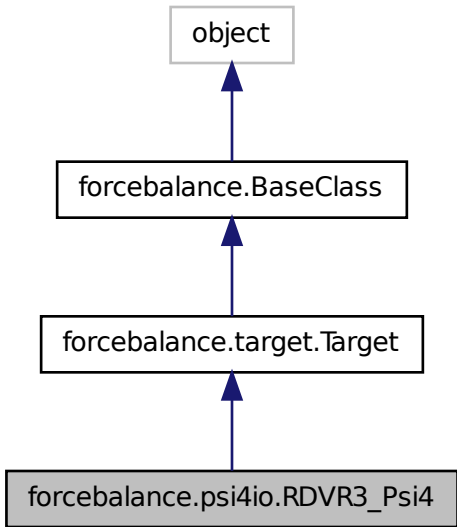 object
forcebalance.BaseClass
forcebalance.target.Target
forcebalance.psi4io.RDVR3_Psi4